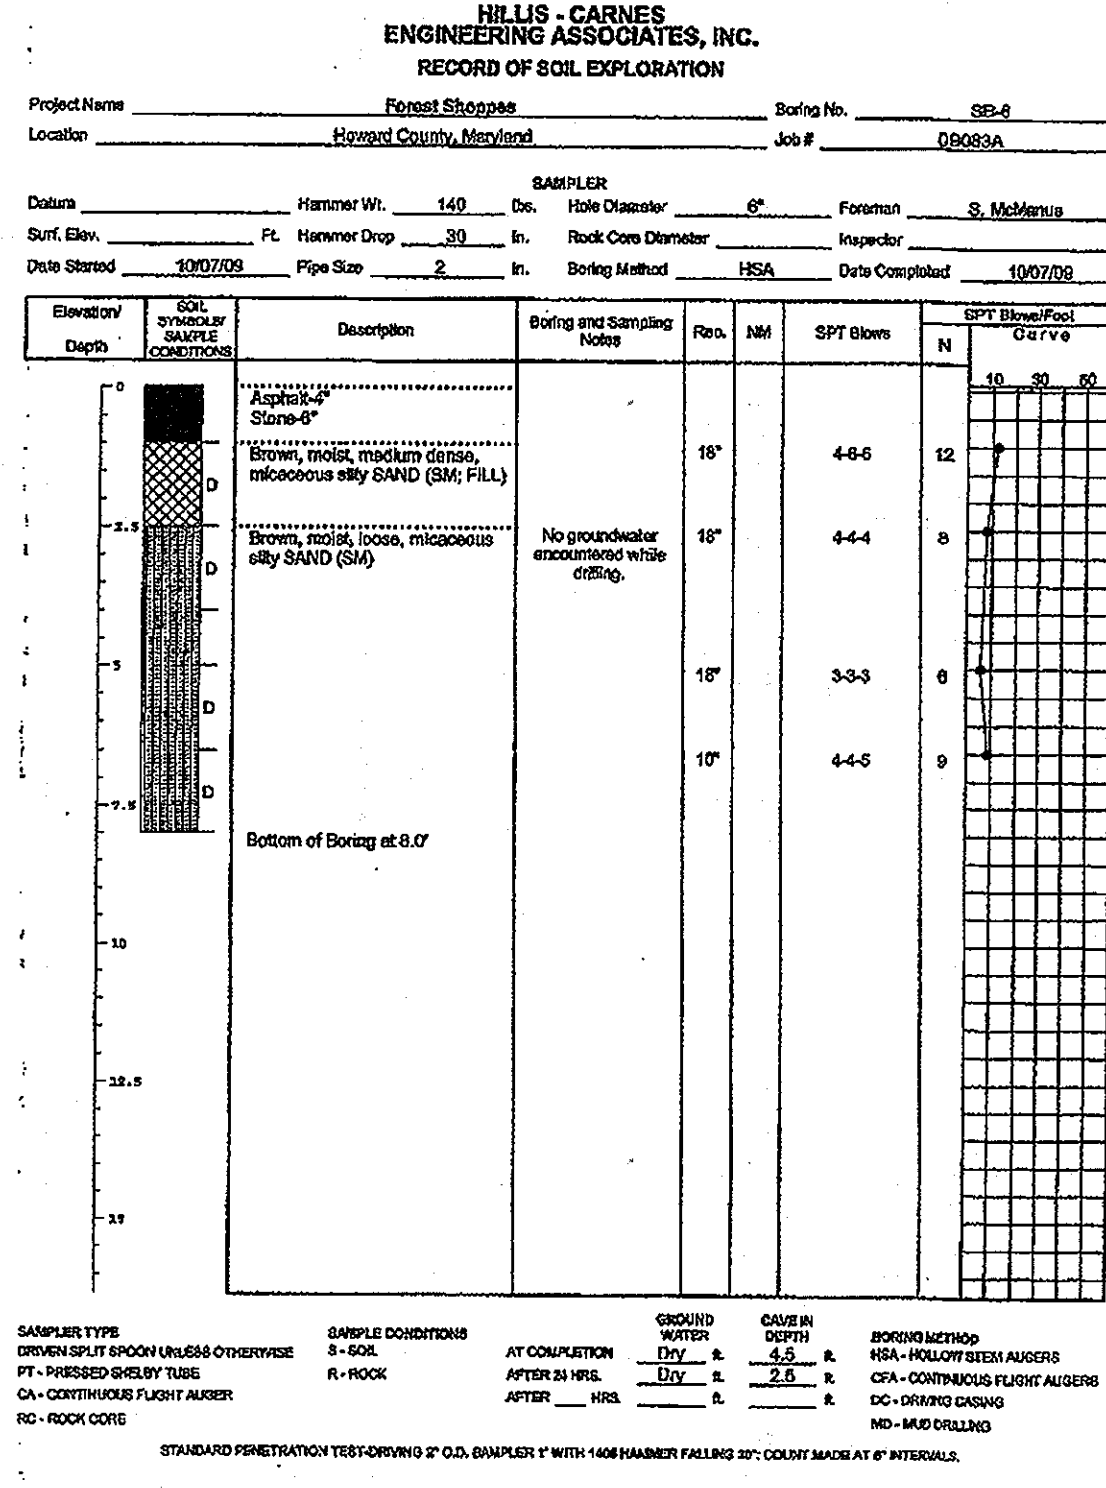 HILLIS - CARNES
ENGINEERING ASSOCIATES, INC.
RECORD OF SOIL EXPLORATION
Project Name Forest Shoppes Boring No. SB-6
Location Howard County, Maryland Job # 09083A
SAMPLER
Datum Hammer Wt. 140 lbs. Hole Diameter 6" Foreman S. McManus
Surf. Elev. Ft. Hammer Drop 30 in. Rock Core Diameter Inspector
Date Started 10/07/09 Pipe Size 2 in. Boring Method HSA Date Completed 10/07/09
Elevation/ Depth
SOIL SYMBOLS/ SAMPLE CONDITIONS
Description
Boring and Sampling Notes
Rec. NM SPT Blows
SPT Blows/Foot
N Curve
10 30 50
0
Asphalt-4"
Stone-6"
Brown, moist, medium dense, 18" 4-6-6 12
micaceous silty SAND (SM; FILL)
D
2.5
Brown, moist, loose, micaceous No groundwater 18" 4-4-4 8
silty SAND (SM) encountered while
D drilling.
5 18" 3-3-3 6
D
10" 4-4-5 9
D
7.5
Bottom of Boring at 8.0'
10
12.5
15
SAMPLER TYPE
DRIVEN SPLIT SPOON UNLESS OTHERWISE
PT - PRESSED SHELBY TUBE
CA - CONTINUOUS FLIGHT AUGER
RC - ROCK CORE
SAMPLE CONDITIONS
S - SOIL
R - ROCK
GROUND WATER CAVE IN DEPTH
AT COMPLETION Dry ft. 4.5 ft.
AFTER 24 HRS. Dry ft. 2.5 ft.
AFTER HRS. ft. ft.
BORING METHOD
HSA - HOLLOW STEM AUGERS
CFA - CONTINUOUS FLIGHT AUGERS
DC - DRIVING CASING
MD - MUD DRILLING
STANDARD PENETRATION TEST-DRIVING 2" O.D. SAMPLER 1' WITH 140# HAMMER FALLING 30"; COUNT MADE AT 6" INTERVALS.